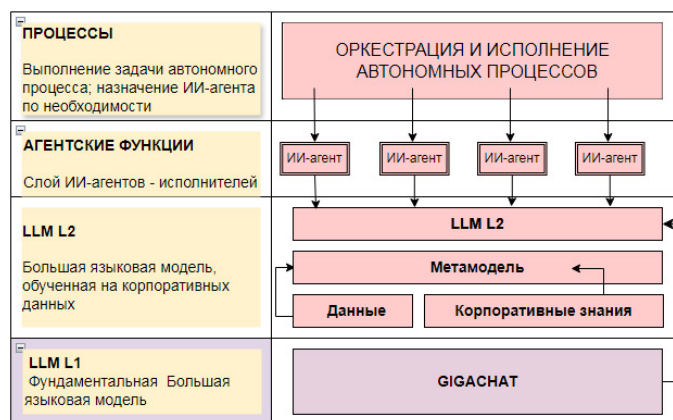 ПРОЦЕССЫ
Выполнение задачи автономного
процесса; назначение ИИ-агента
по необходимости
ОРКЕСТРАЦИЯ И ИСПОЛНЕНИЕ
АВТОНОМНЫХ ПРОЦЕССОВ
АГЕНТСКИЕ ФУНКЦИИ
Слой ИИ-агентов - исполнителей
ИИ-агент
ИИ-агент
ИИ-агент
ИИ-агент
LLM L2
Большая языковая модель,
обученная на корпоративных
данных
LLM L2
Метамодель
Данные
Корпоративные знания
LLM L1
Фундаментальная Большая
языковая модель
GIGACHAT